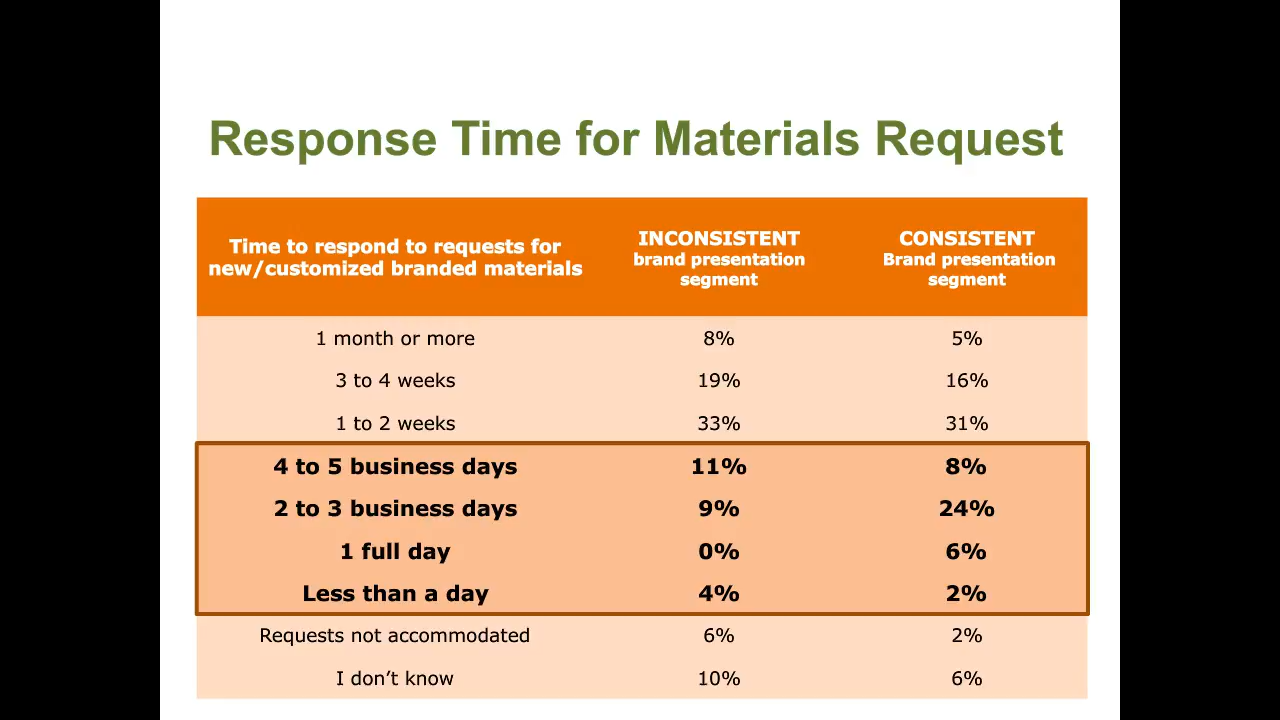 Response Time for Materials Request
Time to respond to requests for
new/customized branded materials
INCONSISTENT
brand presentation
segment
CONSISTENT
Brand presentation
segment
1 month or more 8% 5%
3 to 4 weeks 19% 16%
1 to 2 weeks 33% 31%
4 to 5 business days 11% 8%
2 to 3 business days 9% 24%
1 full day 0% 6%
Less than a day 4% 2%
Requests not accommodated 6% 2%
I don’t know 10% 6%